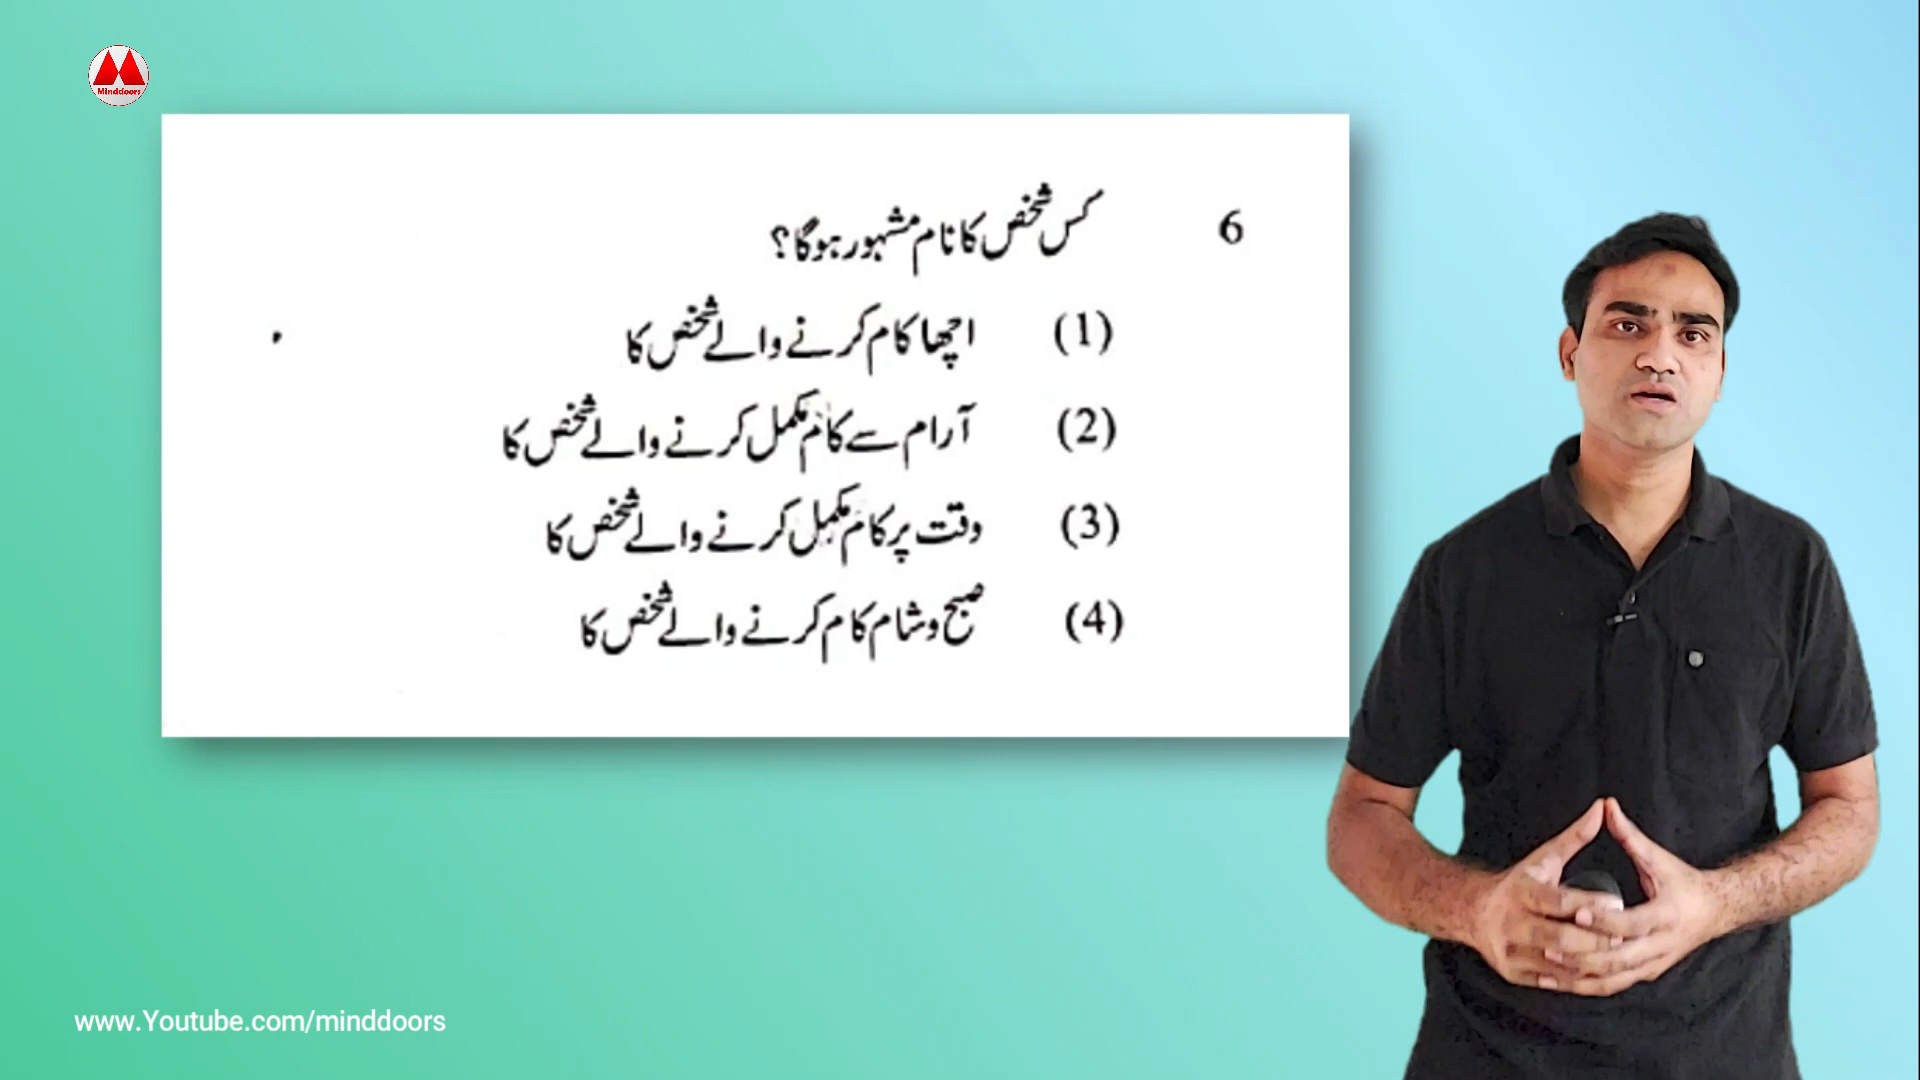 Minddoors
6 کس شخص کا نام مشہور ہوگا؟
(1) اچھا کام کرنے والے شخص کا
(2) آرام سے کام مکمل کرنے والے شخص کا
(3) وقت پر کام مکمل کرنے والے شخص کا
(4) صبح و شام کام کرنے والے شخص کا
www.Youtube.com/minddoors